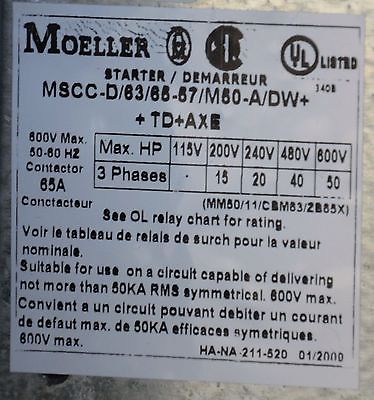 MOELLER UL LISTED
340B
STARTER / DEMARREUR
MSCC-D/63/65-57/M50-A/DW+
+ TD+AXE
600V Max. Max. HP 115V 200V 240V 480V 600V
50-60 HZ
Contactor 3 Phases - 15 20 40 50
65A
Conctacteur (MM50/11/CBM63/ZB65X)
See OL relay chart for rating.
Voir le tableau de relais de surch pour la valeur
nominale.
Suitable for use on a circuit capable of delivering
not more than 50KA RMS symmetrical. 600V max.
Convient a un circuit pouvant debiter un courant
de defaut max. de 50KA efficaces symetriques.
600V max.
HA-NA-211-520 01/2000